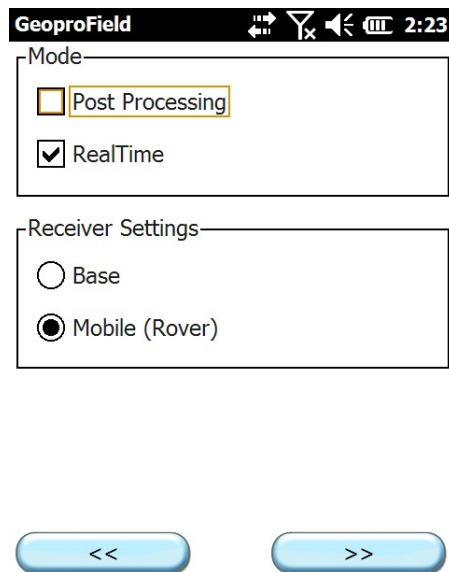 GeoproField 2:23
Mode
Post Processing
RealTime
Receiver Settings
Base
Mobile (Rover)
<< >>